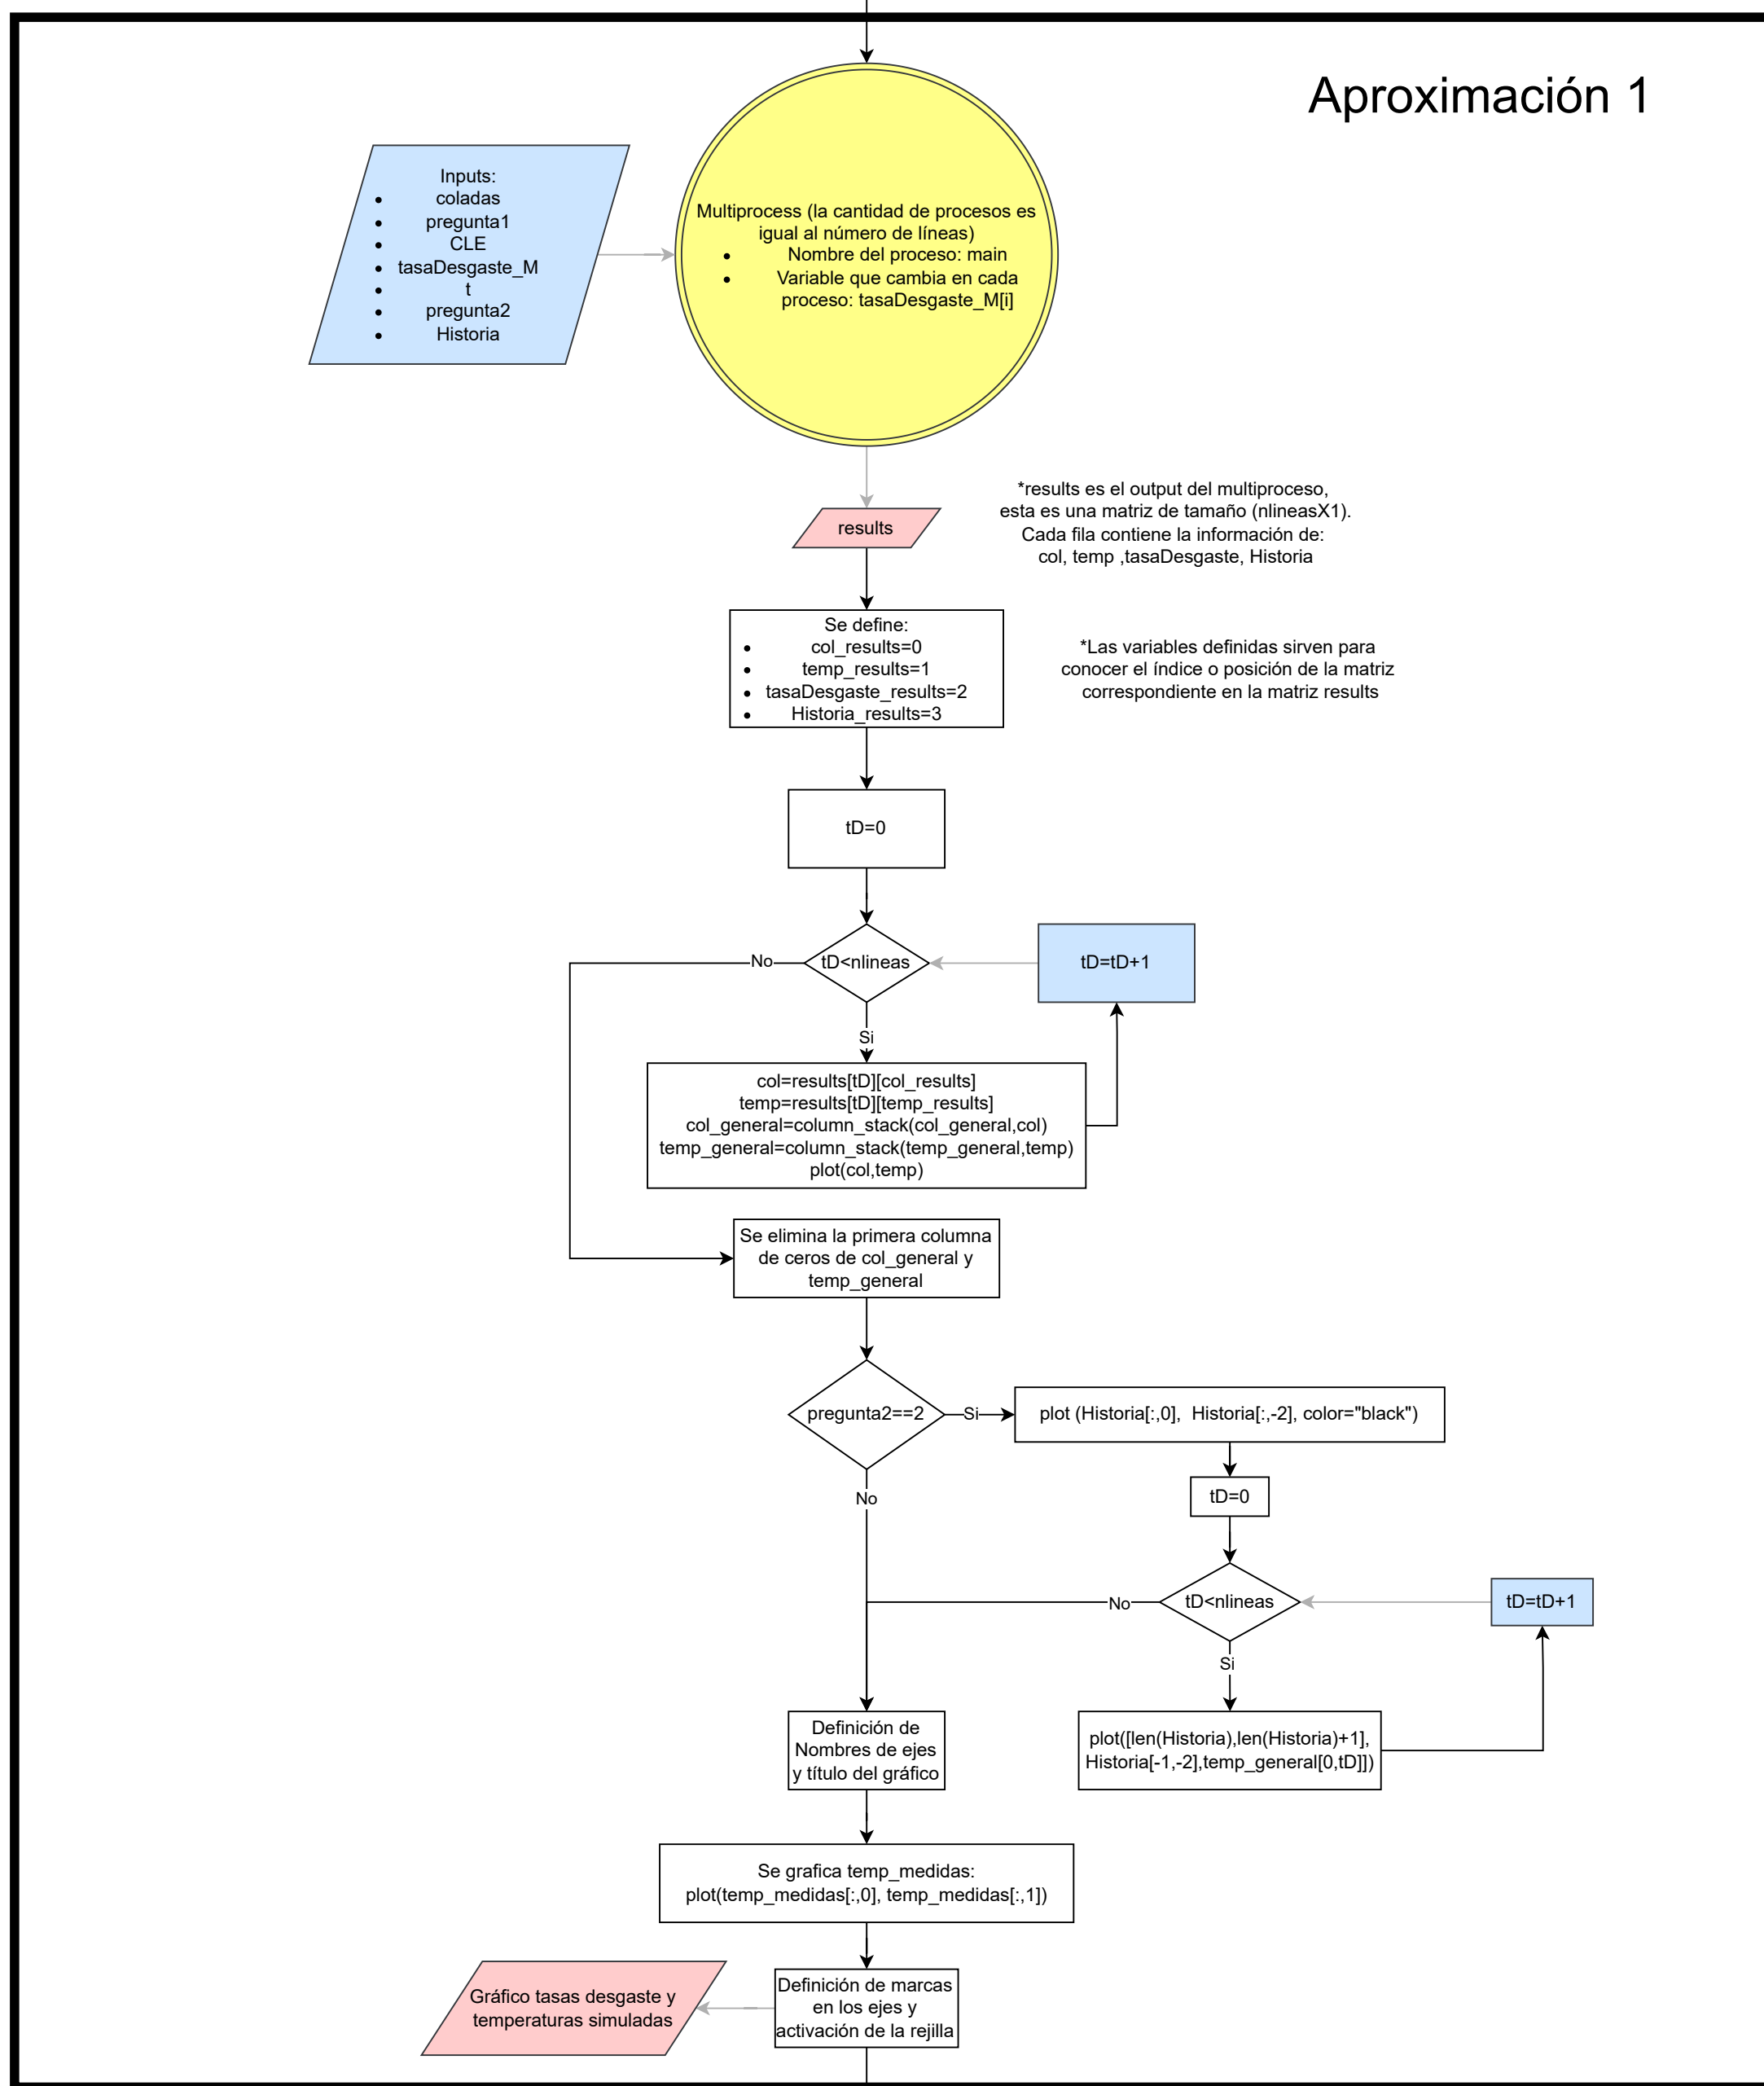 Aproximación 1
Inputs:
• coladas
• pregunta1
• CLE
• tasaDesgaste_M
• t
• pregunta2
• Historia
Multiprocess (la cantidad de procesos es
igual al número de líneas)
• Nombre del proceso: main
• Variable que cambia en cada
proceso: tasaDesgaste_M[i]
results
*results es el output del multiproceso,
esta es una matriz de tamaño (nlineasX1).
Cada fila contiene la información de:
col, temp ,tasaDesgaste, Historia
Se define:
• col_results=0
• temp_results=1
• tasaDesgaste_results=2
• Historia_results=3
*Las variables definidas sirven para
conocer el índice o posición de la matriz
correspondiente en la matriz results
tD=0
No
tD<nlineas
tD=tD+1
Si
col=results[tD][col_results]
temp=results[tD][temp_results]
col_general=column_stack(col_general,col)
temp_general=column_stack(temp_general,temp)
plot(col,temp)
Se elimina la primera columna
de ceros de col_general y
temp_general
pregunta2==2
Si
plot (Historia[:,0], Historia[:,-2], color="black")
No
tD=0
No
tD<nlineas
tD=tD+1
Si
plot([len(Historia),len(Historia)+1],
Historia[-1,-2],temp_general[0,tD]])
Definición de
Nombres de ejes
y título del gráfico
Se grafica temp_medidas:
plot(temp_medidas[:,0], temp_medidas[:,1])
Definición de marcas
en los ejes y
activación de la rejilla
Gráfico tasas desgaste y
temperaturas simuladas